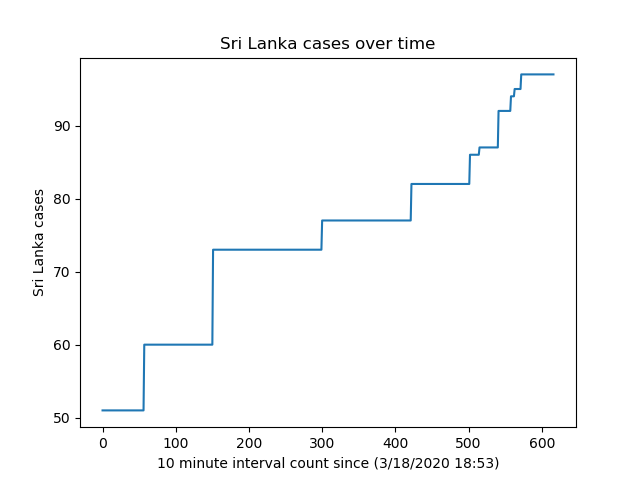 Sri Lanka cases over time
Sri Lanka cases
90
80
70
60
50
0 100 200 300 400 500 600
10 minute interval count since (3/18/2020 18:53)